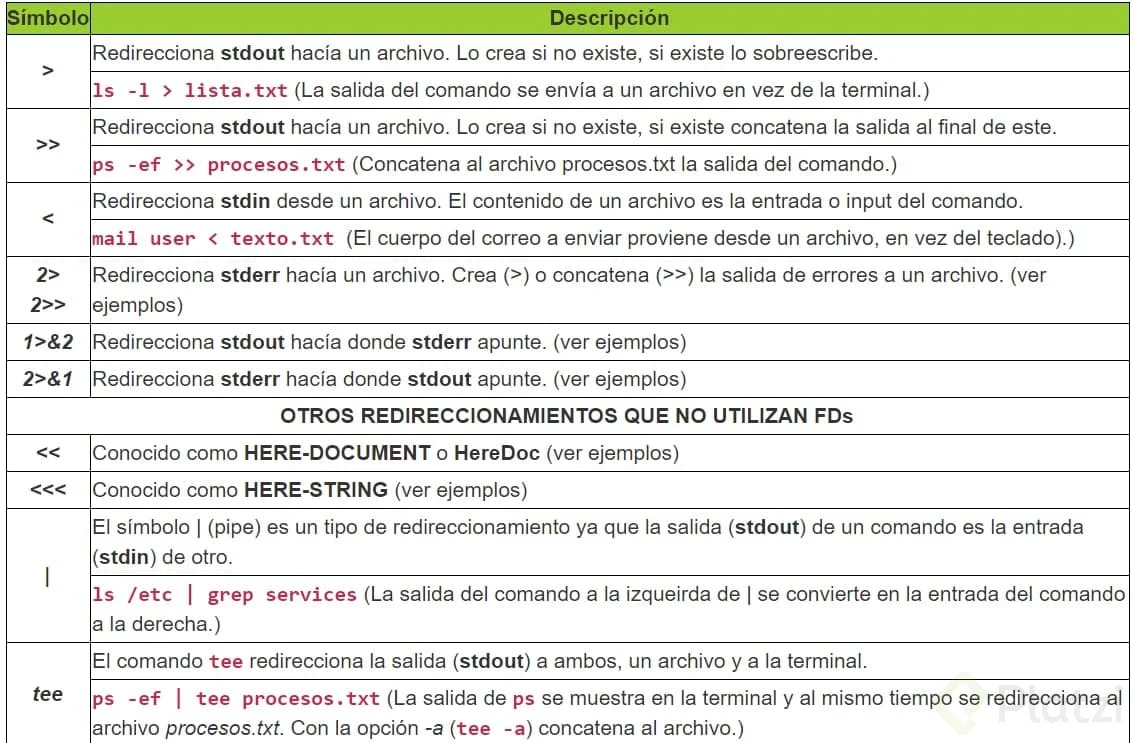 Símbolo Descripción
>
Redirecciona stdout hacía un archivo. Lo crea si no existe, si existe lo sobreescribe.
ls -l > lista.txt (La salida del comando se envía a un archivo en vez de la terminal.)
>>
Redirecciona stdout hacía un archivo. Lo crea si no existe, si existe concatena la salida al final de este.
ps -ef >> procesos.txt (Concatena al archivo procesos.txt la salida del comando.)
<
Redirecciona stdin desde un archivo. El contenido de un archivo es la entrada o input del comando.
mail user < texto.txt (El cuerpo del correo a enviar proviene desde un archivo, en vez del teclado).)
2> Redirecciona stderr hacía un archivo. Crea (>) o concatena (>>) la salida de errores a un archivo. (ver
2>> ejemplos)
1>&2 Redirecciona stdout hacía donde stderr apunte. (ver ejemplos)
2>&1 Redirecciona stderr hacía donde stdout apunte. (ver ejemplos)
OTROS REDIRECCIONAMIENTOS QUE NO UTILIZAN FDs
<< Conocido como HERE-DOCUMENT o HereDoc (ver ejemplos)
<<< Conocido como HERE-STRING (ver ejemplos)
|
El símbolo | (pipe) es un tipo de redireccionamiento ya que la salida (stdout) de un comando es la entrada
(stdin) de otro.
ls /etc | grep services (La salida del comando a la izqueirda de | se convierte en la entrada del comando
a la derecha.)
tee
El comando tee redirecciona la salida (stdout) a ambos, un archivo y a la terminal.
ps -ef | tee procesos.txt (La salida de ps se muestra en la terminal y al mismo tiempo se redirecciona al
archivo procesos.txt. Con la opción -a (tee -a) concatena al archivo.)
Platzi